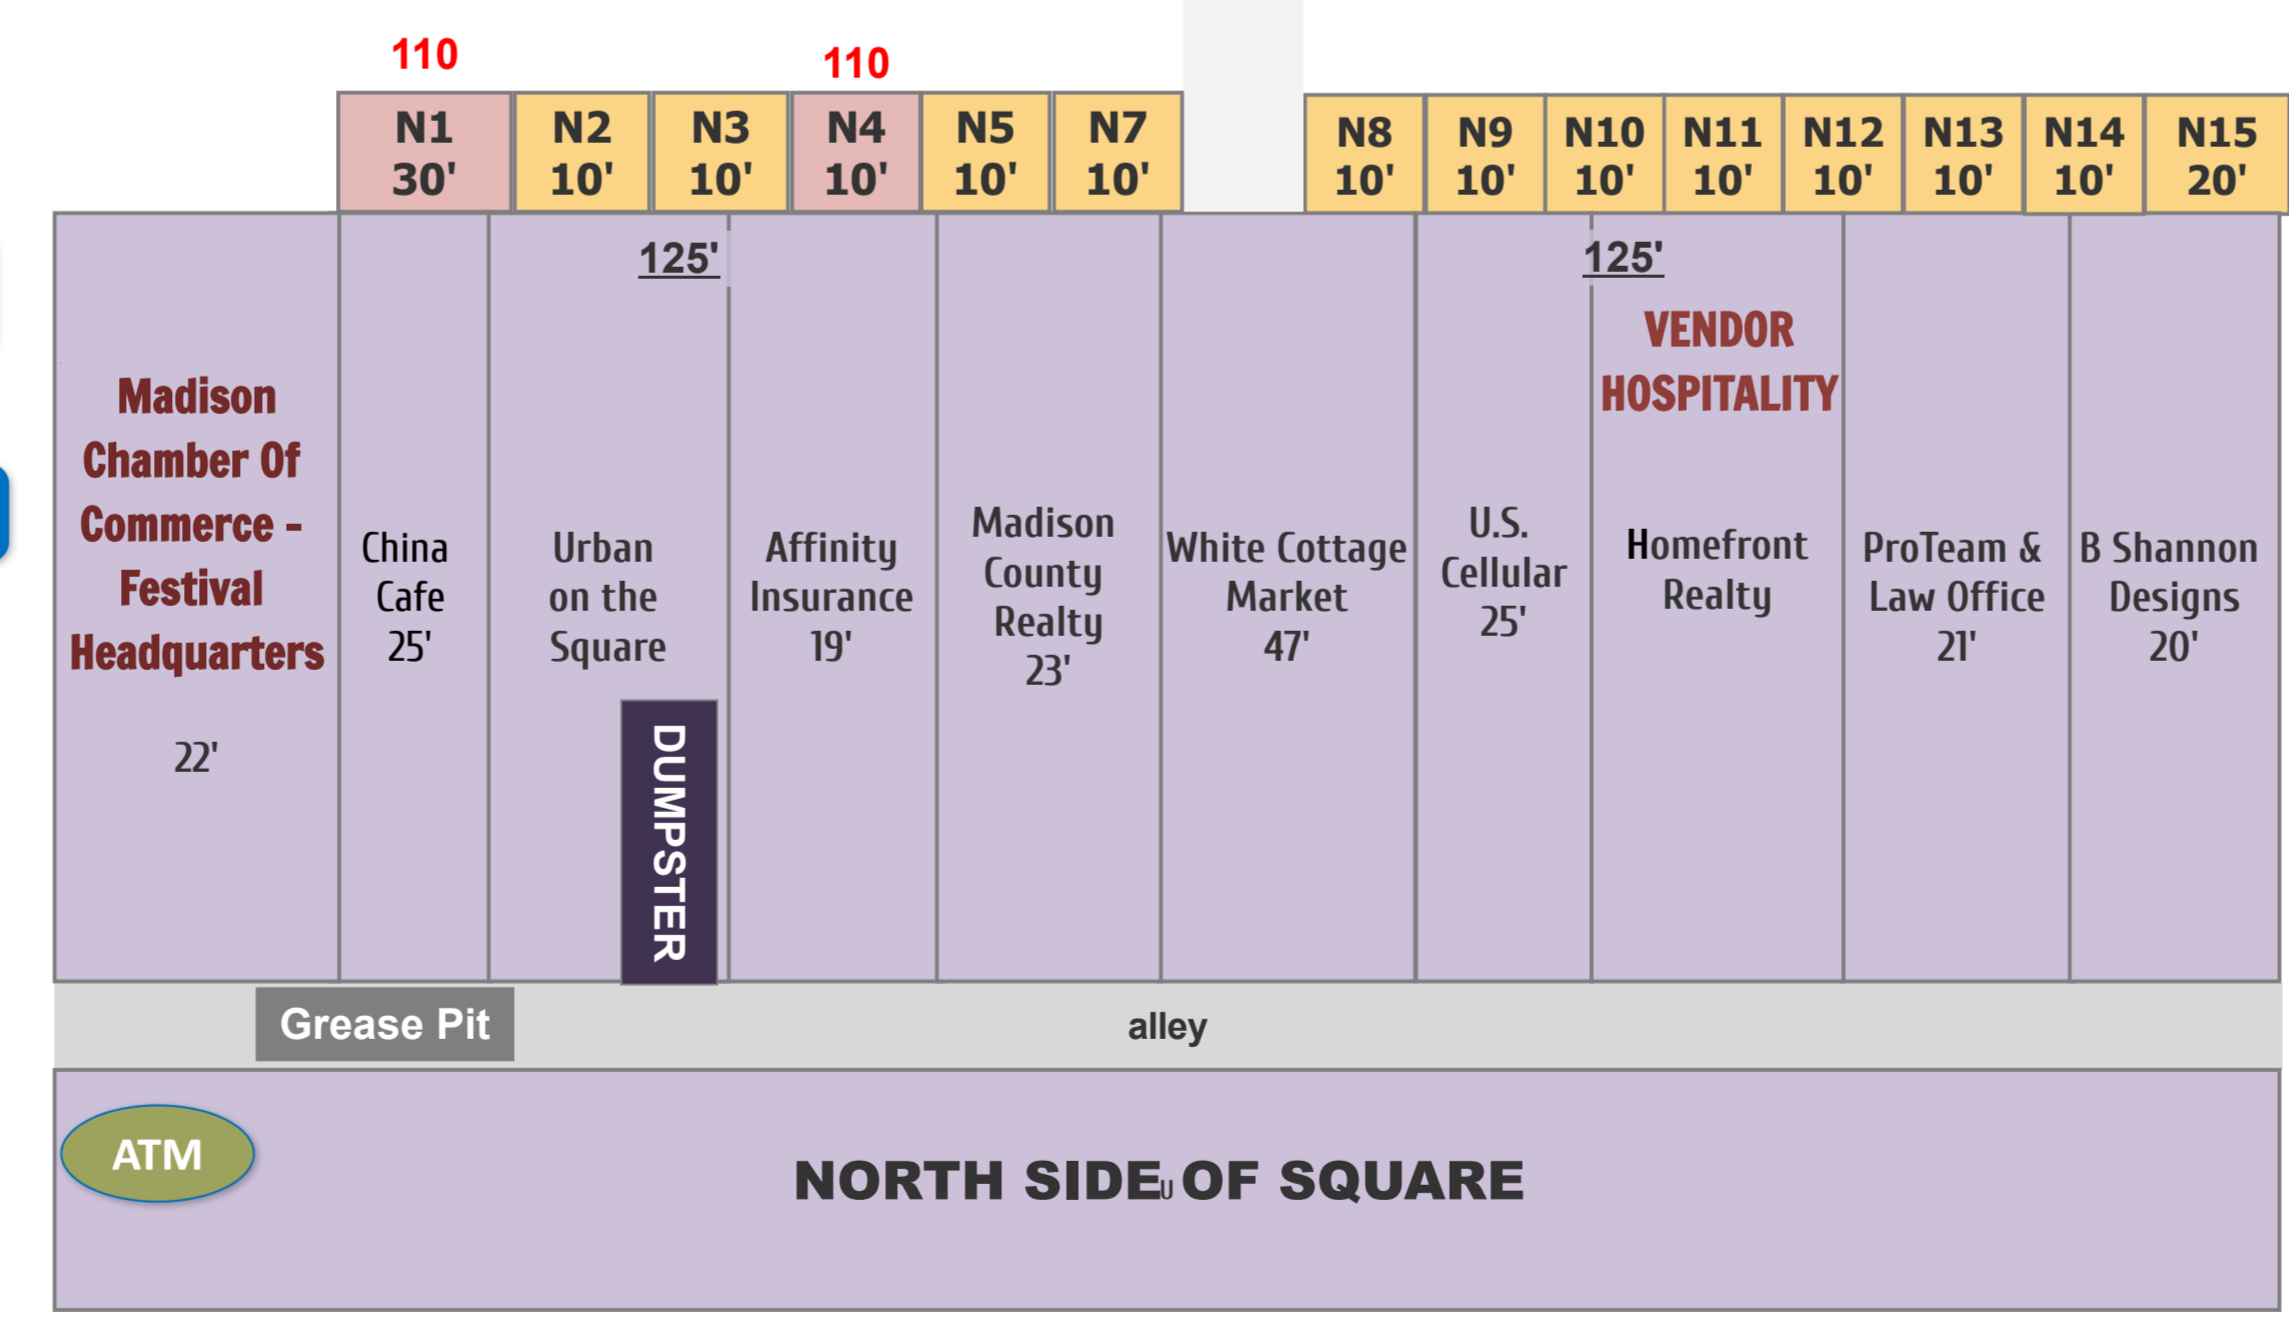 110
110
N1
30'
N2
10'
N3
10'
N4
10'
N5
10'
N7
10'
N8
10'
N9
10'
N10
10'
N11
10'
N12
10'
N13
10'
N14
10'
N15
20'
125'
125'
Madison
Chamber Of
Commerce -
Festival
Headquarters
22'
China
Cafe
25'
Urban
on the
Square
DUMPSTER
Affinity
Insurance
19'
Madison
County
Realty
23'
White Cottage
Market
47'
U.S.
Cellular
25'
VENDOR
HOSPITALITY
Homefront
Realty
ProTeam &
Law Office
21'
B Shannon
Designs
20'
Grease Pit
alley
ATM
NORTH SIDEU OF SQUARE